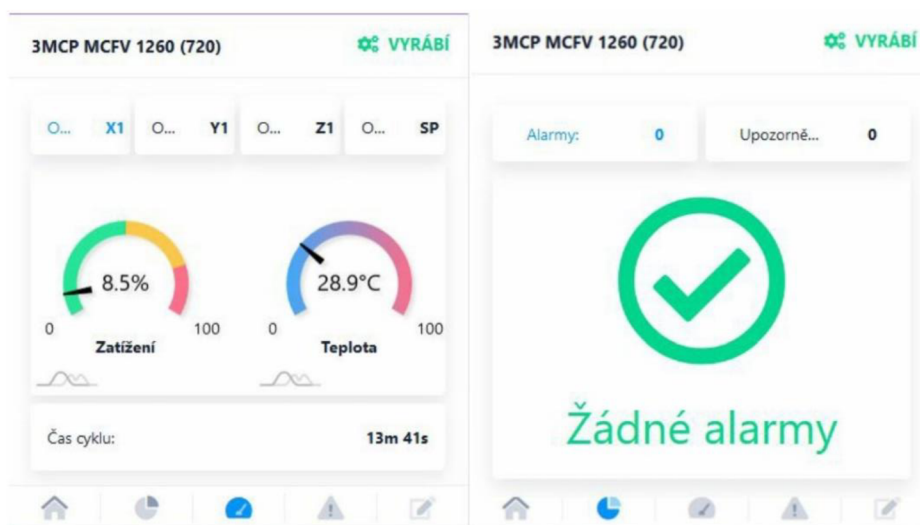 3MCP MCFV 1260 (720) VYRÁBÍ
O... X1 O... Y1 O... Z1 O... SP
8.5% 28.9°C
0 100 0 100
Zatížení Teplota
Čas cyklu: 13m 41s
3MCP MCFV 1260 (720) VYRÁBÍ
Alarmy: 0 Upozorně... 0
Žádné alarmy